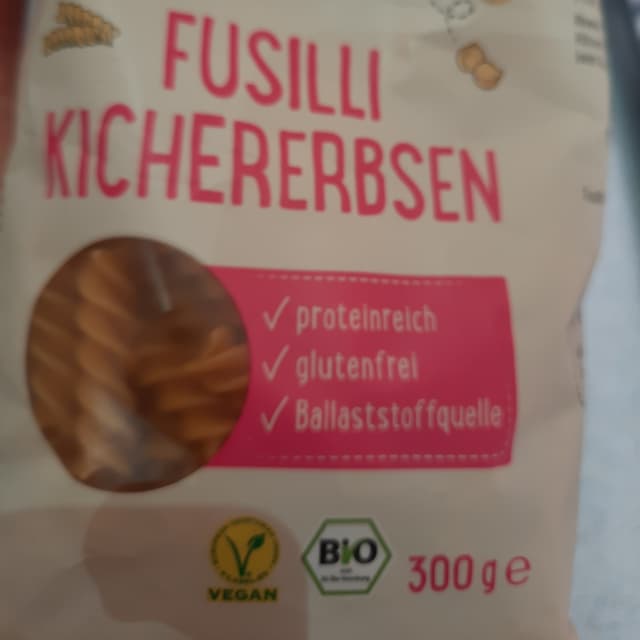 FUSILLI
KICHERERBSEN
✓ proteinreich
✓ glutenfrei
✓ Ballaststoffquelle
VEGAN
BIO
300 g e